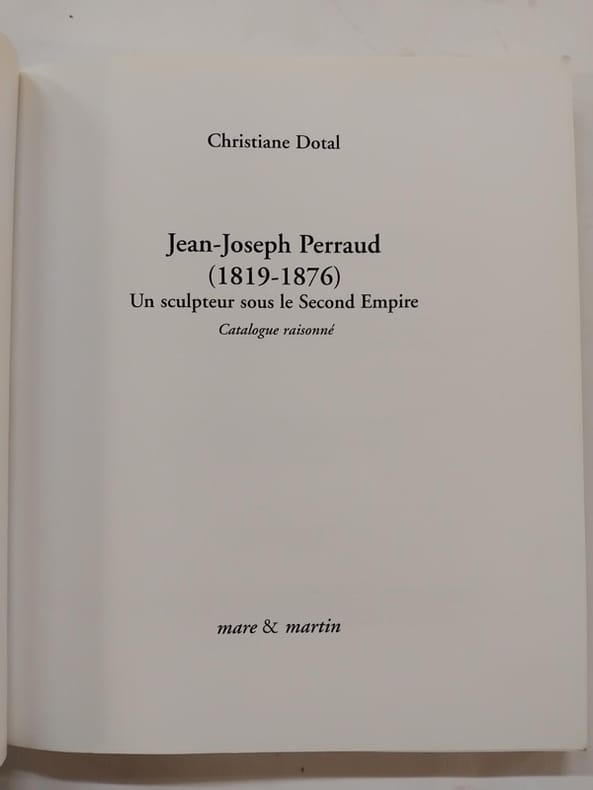 Christiane Dotal
Jean-Joseph Perraud
(1819-1876)
Un sculpteur sous le Second Empire
Catalogue raisonné
mare & martin